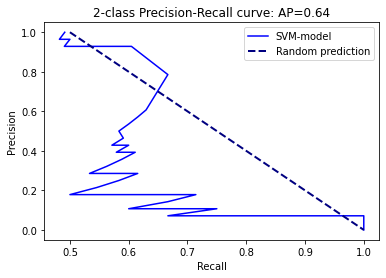 2-class Precision-Recall curve: AP=0.64
SVM-model
Random prediction
Precision
1.0
0.8
0.6
0.4
0.2
0.0
0.5
0.6
0.7
0.8
0.9
1.0
Recall